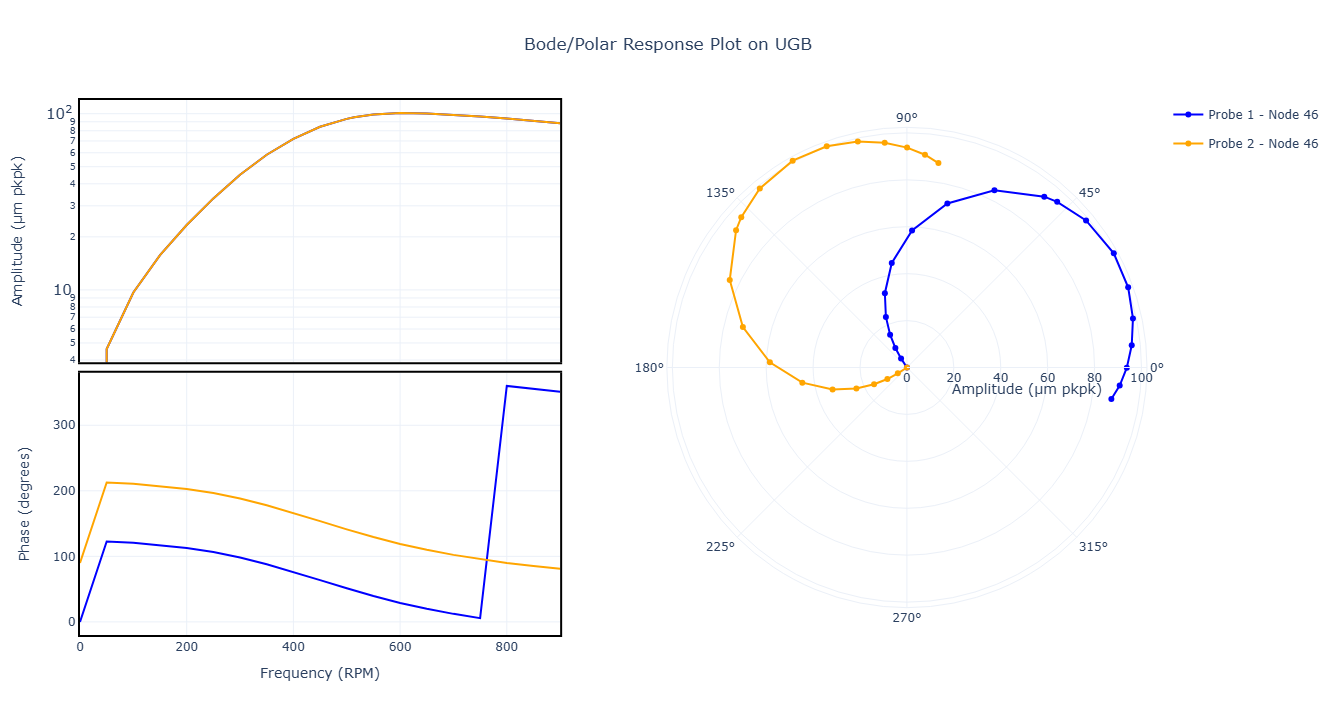 Bode/Polar Response Plot on UGB
Amplitude (μm pkpk)
10²
9
8
7
6
5
4
3
2
10
9
8
7
6
5
4
Phase (degrees)
300
200
100
0
0 200 400 600 800
Frequency (RPM)
90°
135° 45°
180° 0°
0 20 40 60 80 100
Amplitude (μm pkpk)
225° 315°
270°
Probe 1 - Node 46
Probe 2 - Node 46